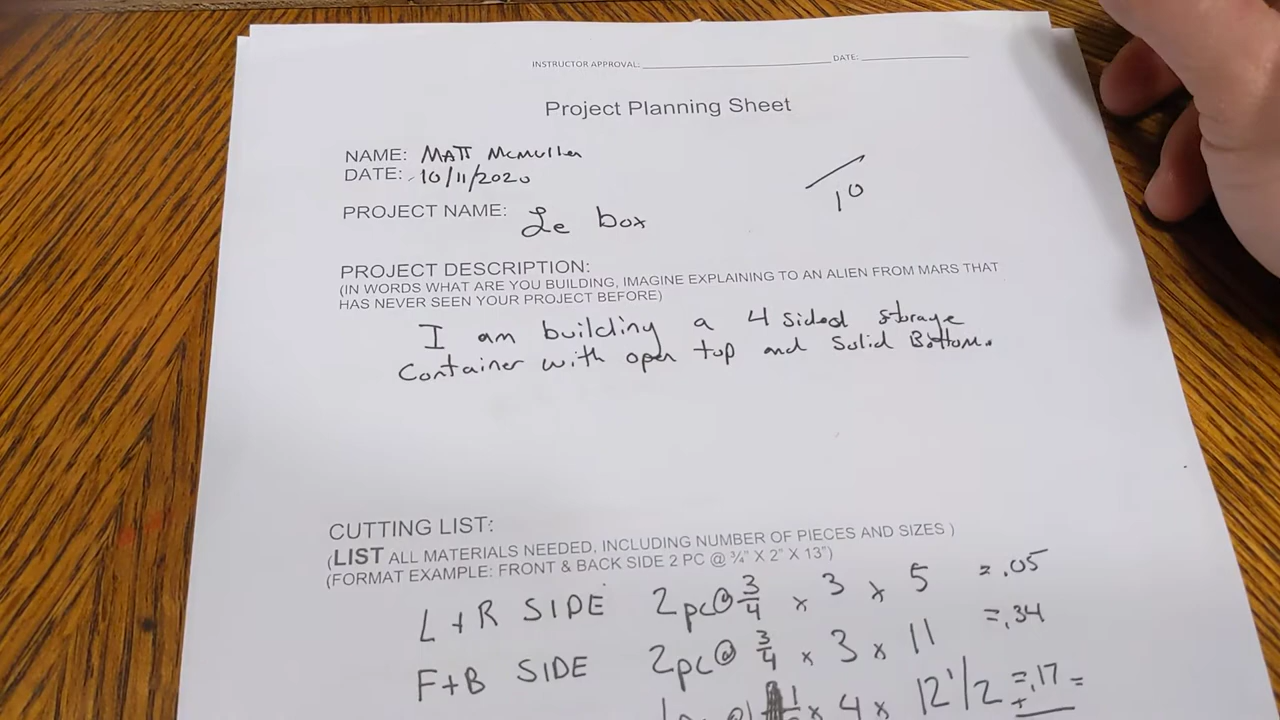 INSTRUCTOR APPROVAL: ____________ DATE: ____________
Project Planning Sheet
NAME: MATT McMullen
DATE: 10/11/2020
10
PROJECT NAME: Le box
PROJECT DESCRIPTION:
(IN WORDS WHAT ARE YOU BUILDING, IMAGINE EXPLAINING TO AN ALIEN FROM MARS THAT
HAS NEVER SEEN YOUR PROJECT BEFORE)
I am building a 4 sided storage
Container with open top and Solid Bottom.
CUTTING LIST:
(LIST ALL MATERIALS NEEDED, INCLUDING NUMBER OF PIECES AND SIZES )
(FORMAT EXAMPLE: FRONT & BACK SIDE 2 PC @ ¾" X 2" X 13")
L + R SIDE 2pc@ 3/4 x 3 x 5 = .05
F+B SIDE 2pc@ 3/4 x 3 x 11 =.34
x 4 x 12 1/2 =.17 =
+